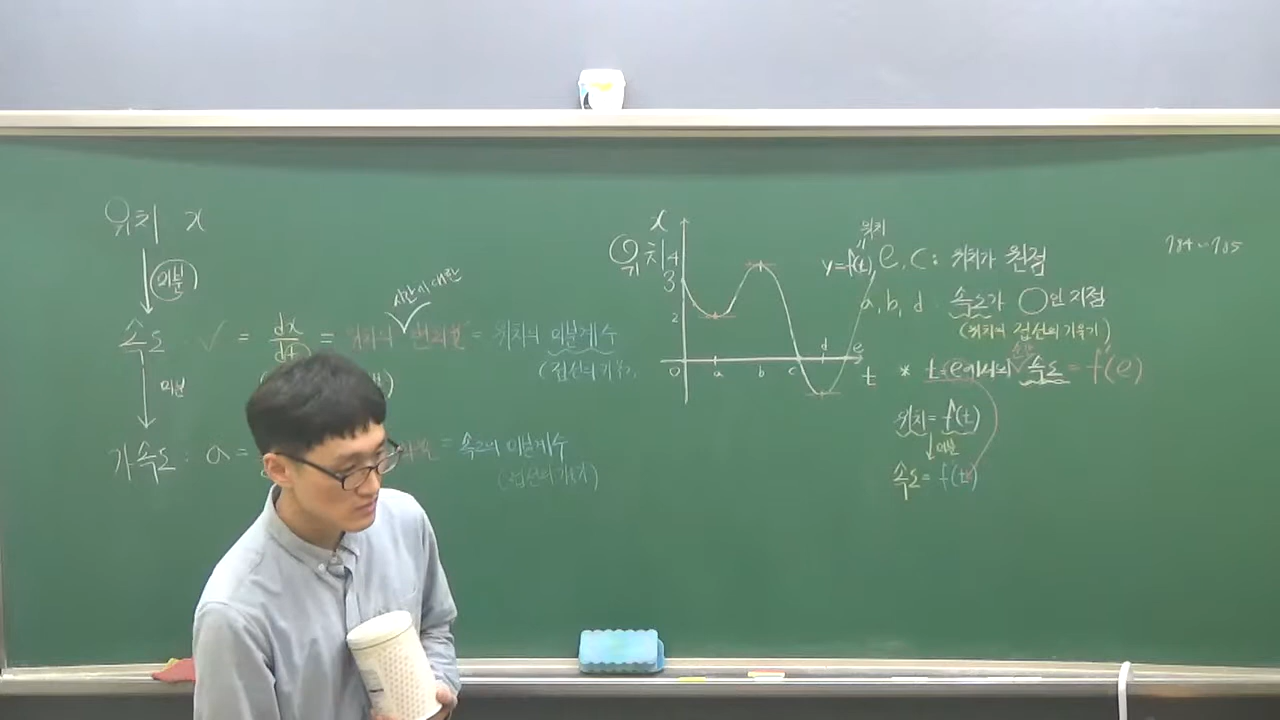 위치 x
미분
속도 v = dx/dt = 위치의 변화율 = 위치의 미분계수
시간에 대한
(접선의 기울기)
미분
가속도 : a =
= 속도의 미분계수
(접선의 기울기)
x
위치
4
3
2
O a b c d e t
위치
y=f(t)
e, c : 위치가 원점
a, b, d : 속도가 ○인 지점
(위치의 접선의 기울기)
* t=e에서의 속도 = f'(e)
위치 = f(t)
미분
속도 = f'(t)
184~185